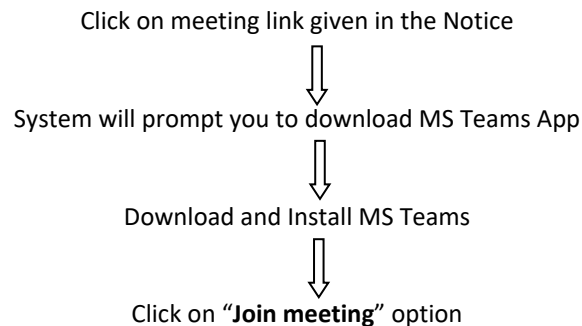 Click on meeting link given in the Notice
System will prompt you to download MS Teams App
Download and Install MS Teams
Click on “Join meeting” option